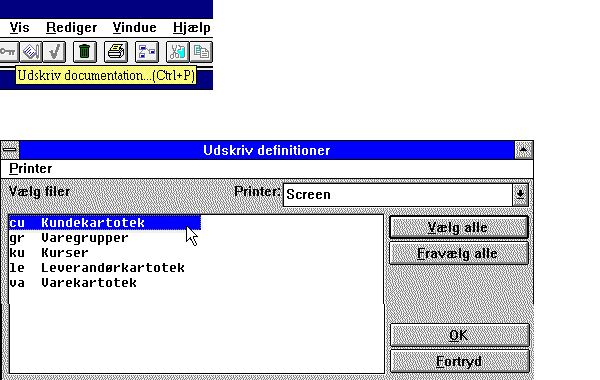 Vis Rediger Vindue Hjælp
Udskriv documentation...(Ctrl+P)
Udskriv definitioner
Printer
Vælg filer Printer: Screen
cu Kundekartotek
gr Varegrupper
ku Kurser
le Leverandørkartotek
va Varekartotek
Vælg alle
Fravælg alle
OK
Fortryd